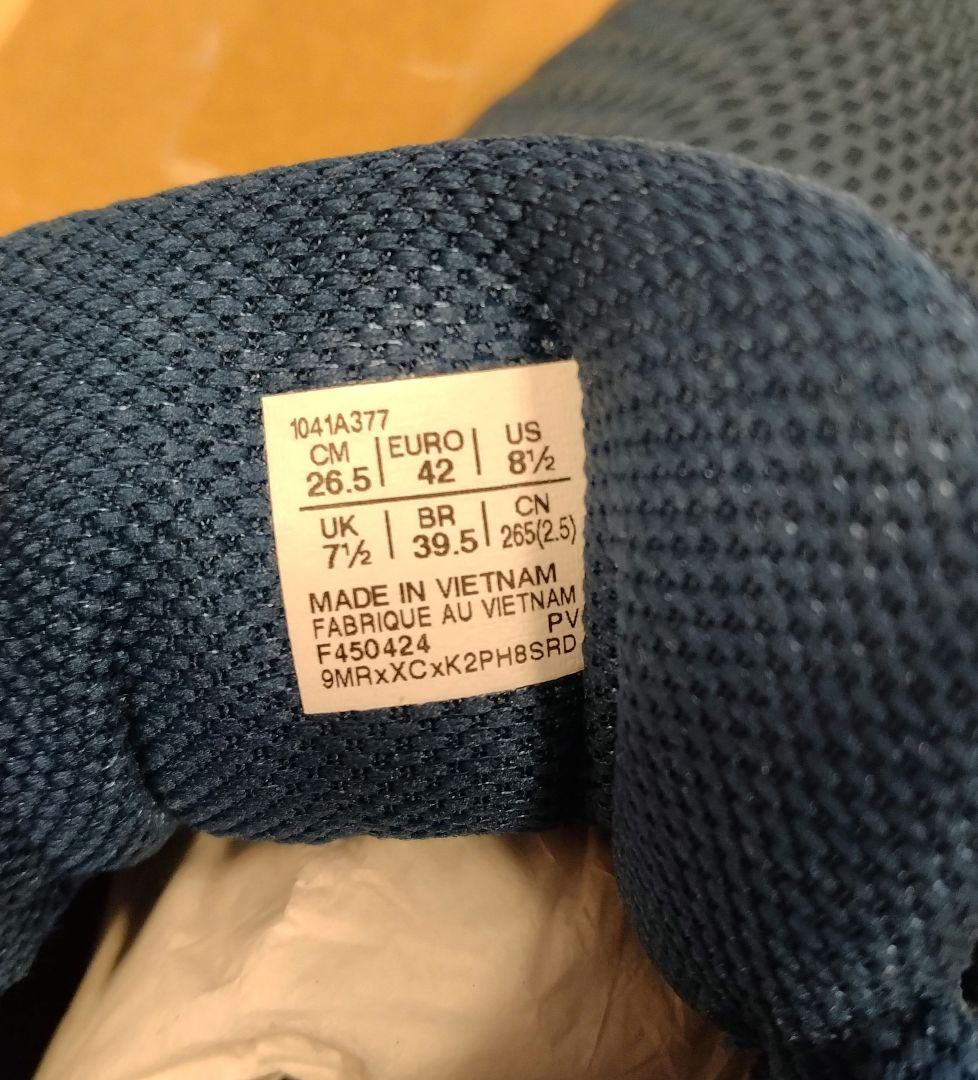 1041A377
CM | EURO | US
26.5 | 42 | 8½
UK | BR | CN
7½ | 39.5 | 265(2.5)
MADE IN VIETNAM
FABRIQUE AU VIETNAM
F450424 PV
9MRxXCxK2PH8SRD